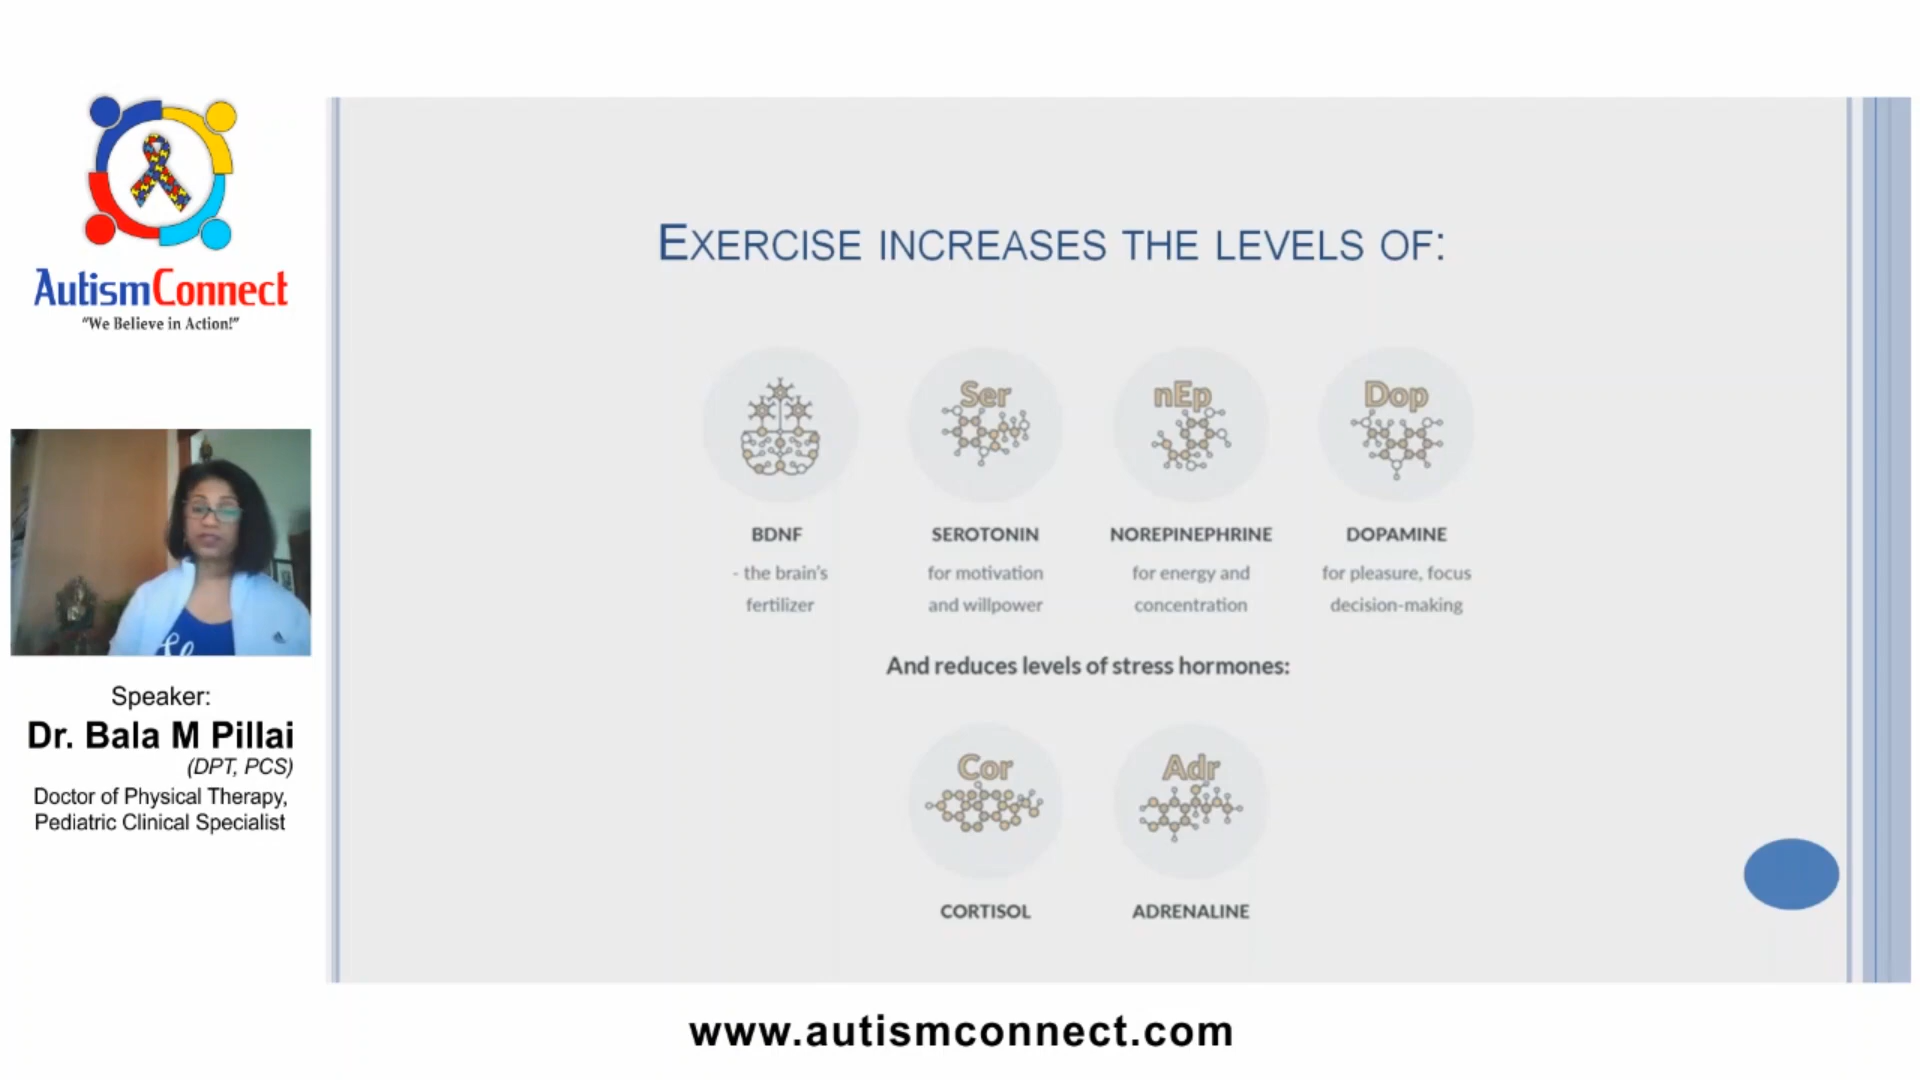 AutismConnect
"We Believe in Action!"
Speaker:
Dr. Bala M Pillai
(DPT, PCS)
Doctor of Physical Therapy,
Pediatric Clinical Specialist
EXERCISE INCREASES THE LEVELS OF:
Ser
nEp
Dop
BDNF
- the brain's
fertilizer
SEROTONIN
for motivation
and willpower
NOREPINEPHRINE
for energy and
concentration
DOPAMINE
for pleasure, focus
decision-making
And reduces levels of stress hormones:
Cor
Adr
CORTISOL
ADRENALINE
www.autismconnect.com